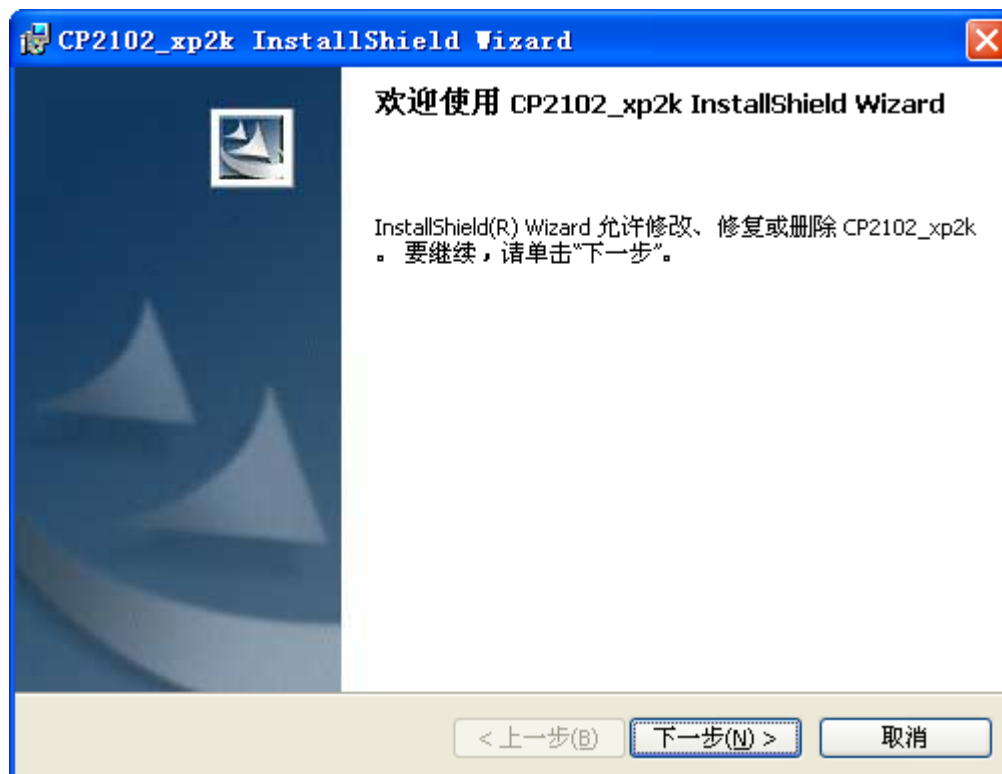 CP2102_xp2k InstallShield Wizard
欢迎使用 CP2102_xp2k InstallShield Wizard
InstallShield(R) Wizard 允许修改、修复或删除 CP2102_xp2k
。 要继续，请单击“下一步”。
< 上一步(B)
下一步(N) >
取消